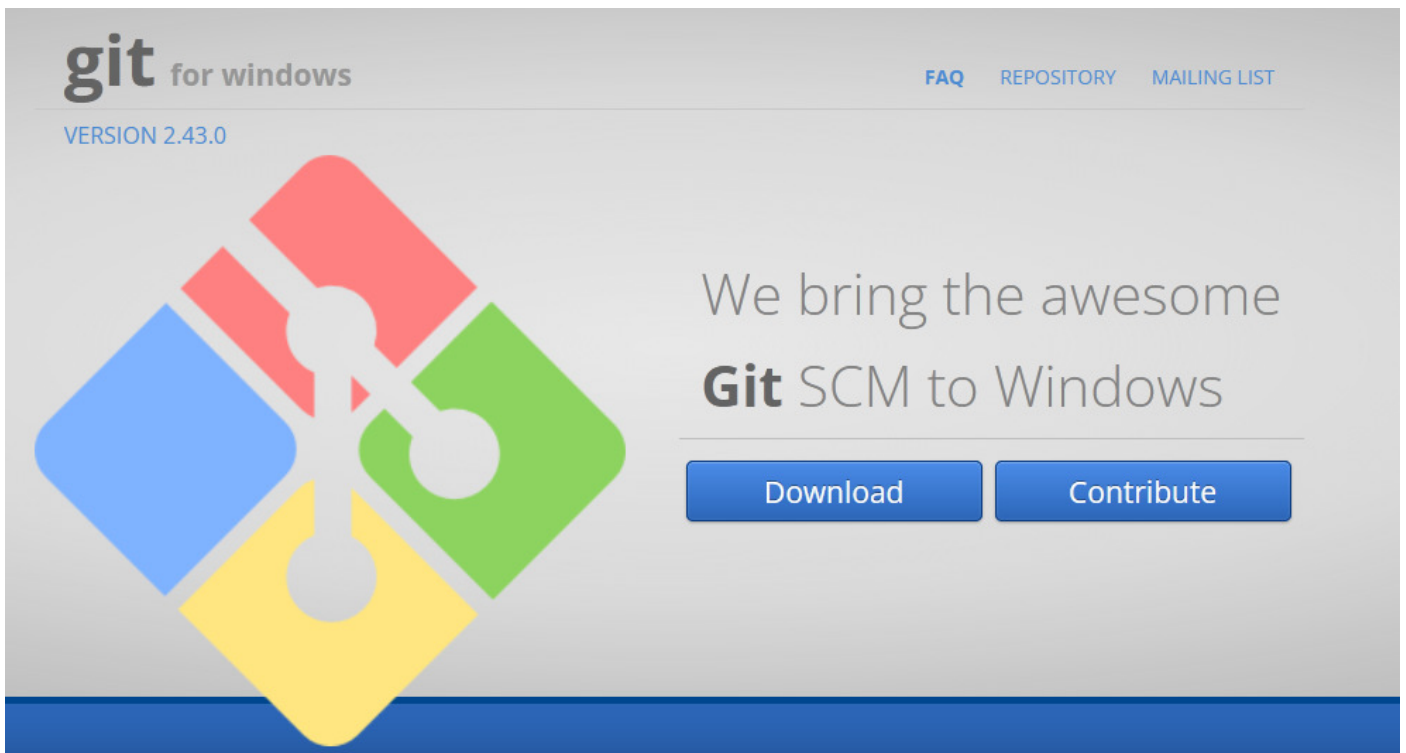 git for windows
FAQ REPOSITORY MAILING LIST
VERSION 2.43.0
We bring the awesome
Git SCM to Windows
Download Contribute